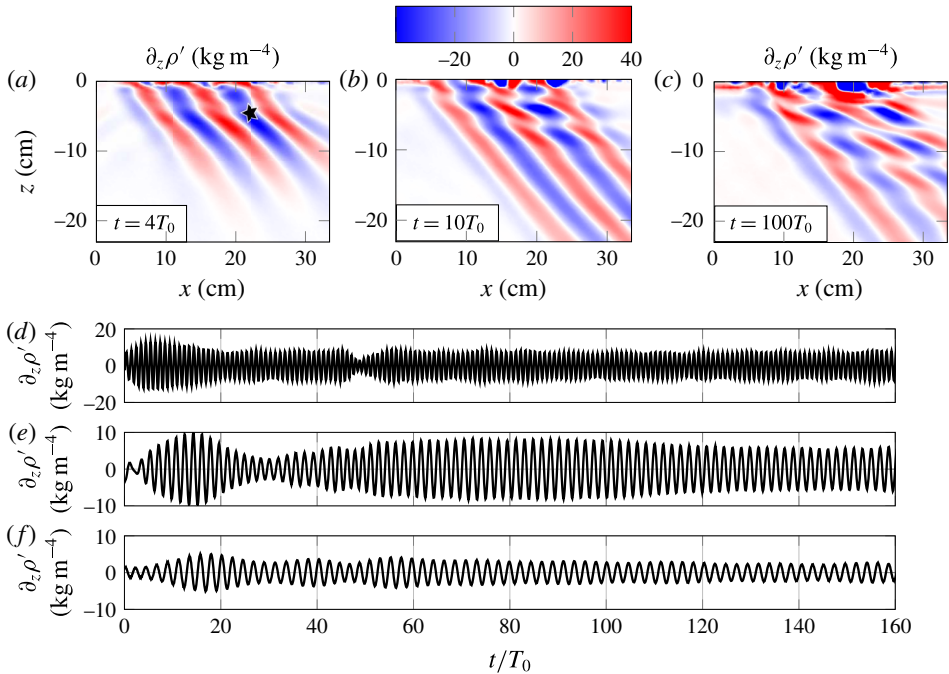 −20 0 20 40
∂zρ′ (kg m−4) ∂zρ′ (kg m−4)
(a) (b) (c)
0 0 0
−10 −10 −10
−20 −20 −20
z (cm)
t = 4T0 t = 10T0 t = 100T0
0 10 20 30 0 10 20 30 0 10 20 30
x (cm) x (cm) x (cm)
(d) ∂zρ′ (kg m−4)
20
0
−20
(e) ∂zρ′ (kg m−4)
10
0
−10
(f) ∂zρ′ (kg m−4)
10
0
−10
0 20 40 60 80 100 120 140 160
t/T0